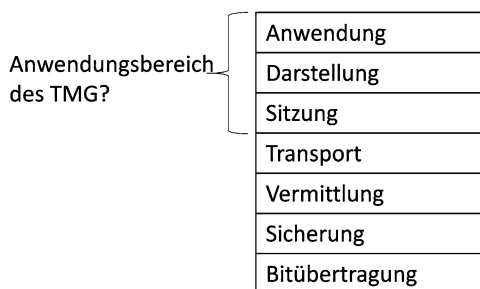 Anwendungsbereich
des TMG?
Anwendung
Darstellung
Sitzung
Transport
Vermittlung
Sicherung
Bitübertragung